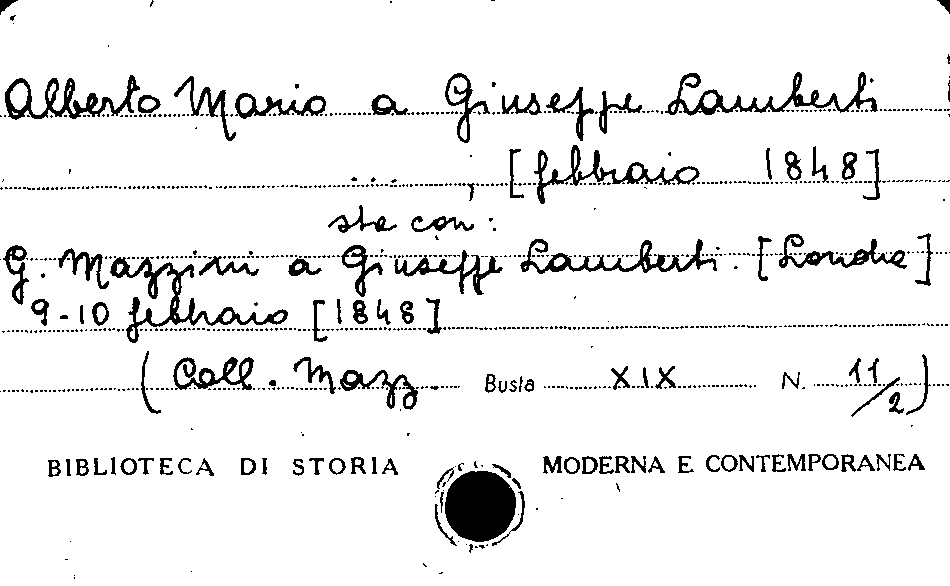 Alberto Mario a Giuseppe Lamberti
... , [febbraio 1848]
sta con:
G. Mazzini a Giuseppe Lamberti. [Londra]
9-10 febbraio [1848]
(Coll. Mazz. Busta XIX N. 11/2)
BIBLIOTECA DI STORIA MODERNA E CONTEMPORANEA